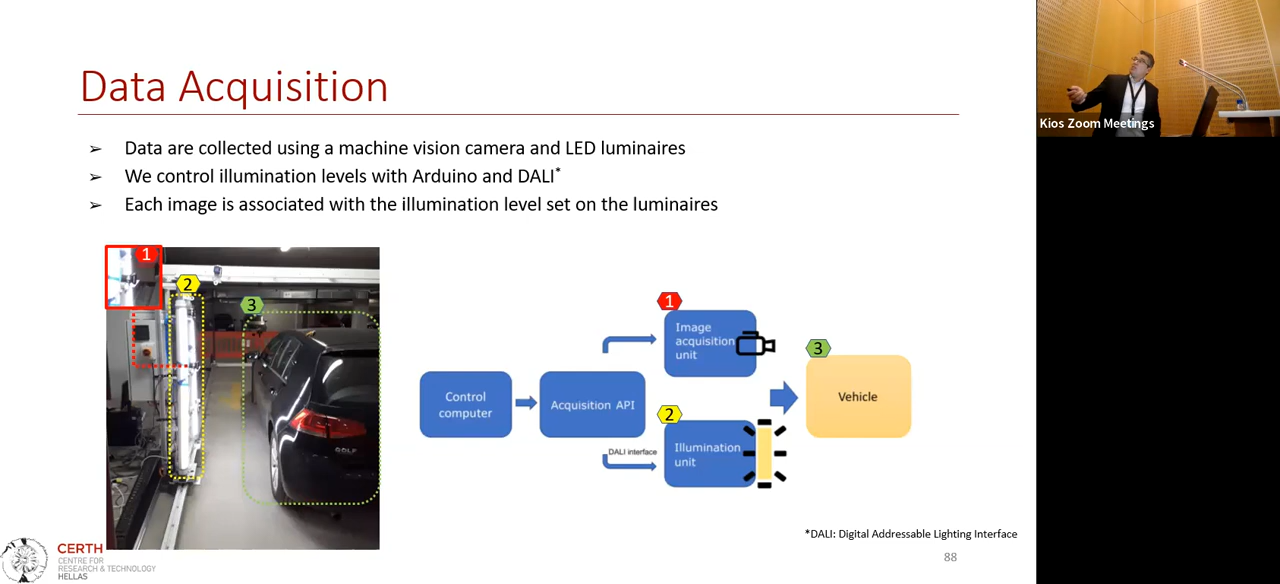 Data Acquisition
➢ Data are collected using a machine vision camera and LED luminaires
➢ We control illumination levels with Arduino and DALI*
➢ Each image is associated with the illumination level set on the luminaires
1
2
3
GOLF
Control
computer
Acquisition API
1
Image
acquisition
unit
2
DALI interface
Illumination
unit
3
Vehicle
*DALI: Digital Addressable Lighting Interface
88
CERTH
CENTRE FOR
RESEARCH & TECHNOLOGY
HELLAS
Kios Zoom Meetings